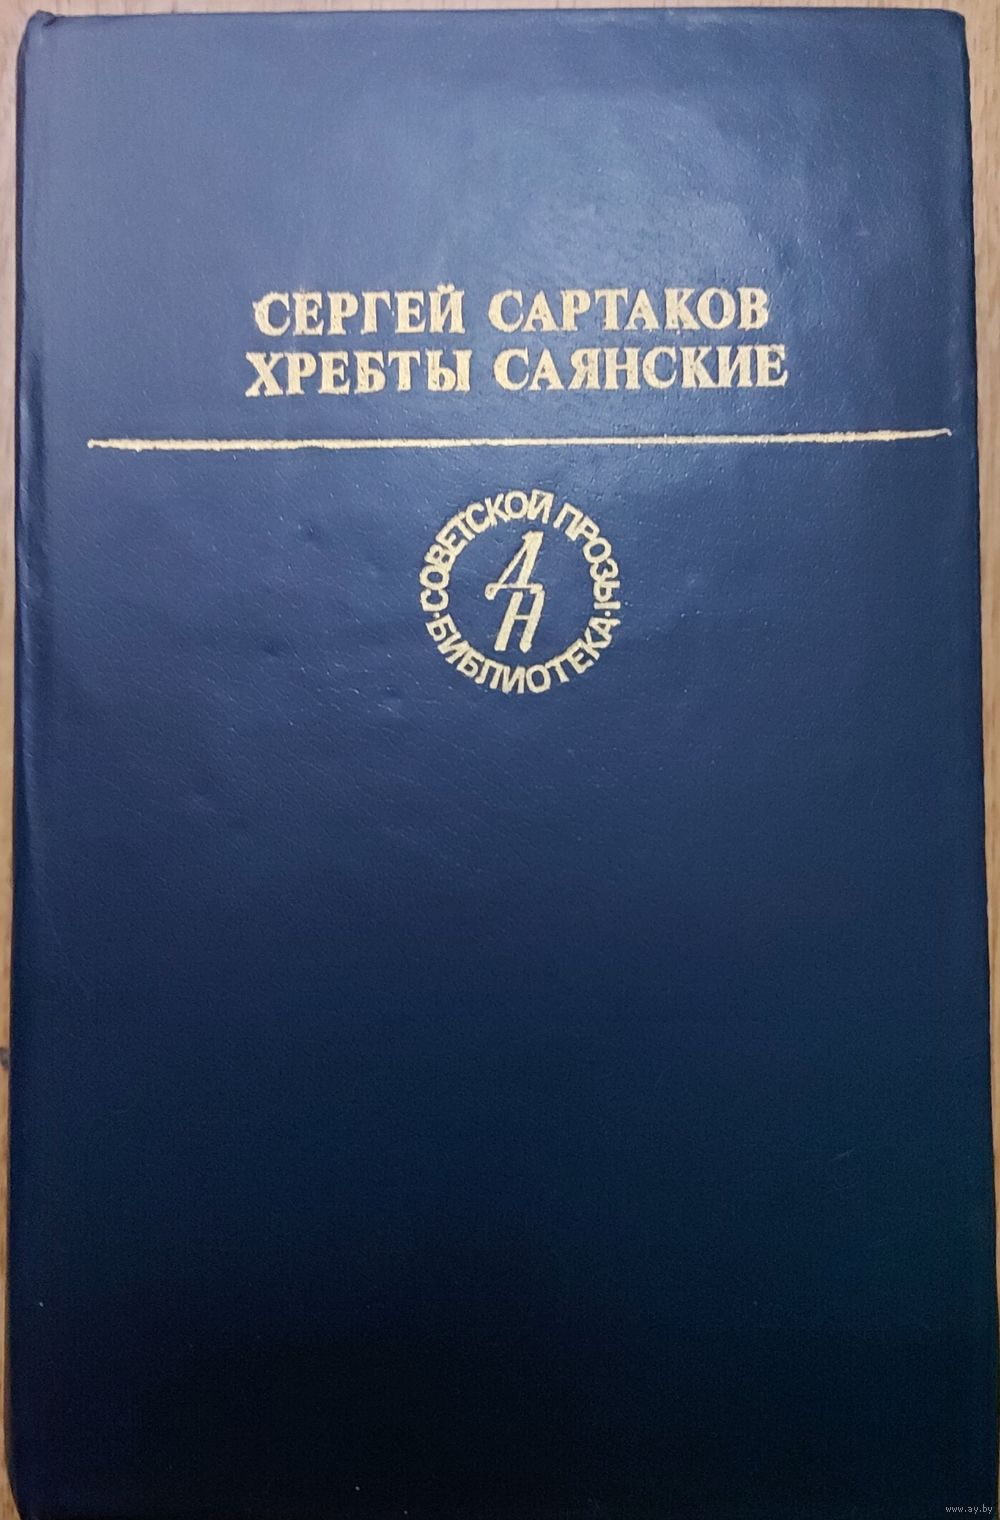 СЕРГЕЙ САРТАКОВ
ХРЕБТЫ САЯНСКИЕ
·БИБЛИОТЕКА·СОВЕТСКОЙ ПРОЗЫ
ДН
www.ay.by